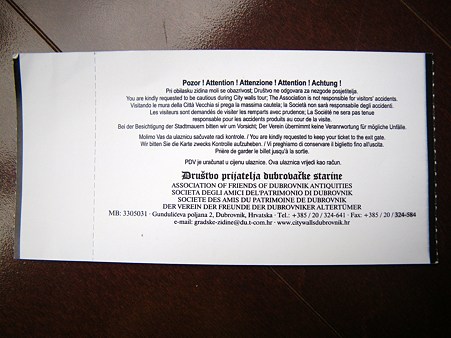 Pozor ! Attention ! Attenzione ! Attention ! Achtung !
Pri obilasku zidina moli se obazrivost; Društvo ne odgovara za nezgode posjetitelja.
You are kindly requested to be cautious during City walls tour; The Association is not responsible for visitors' accidents.
Visitando le mura della Città Vecchia si prega la massima cautela; la Società non sarà responsabile degli accidenti.
Les visiteurs sont demandés de visiter les remparts avec prudence; La Société ne sera pas tenue
responsable pour les accidents produits au cour de la visite.
Bei der Besichtigung der Stadtmauern bitten wir um Vorsicht; Der Verein übernimmt keine Verantwortung für mögliche Unfälle.
Molimo Vas da ulaznicu sačuvate radi kontrole. / You are kindly requested to keep your ticket to the exit gate.
Wir bitten Sie die Karte zwecks Kontrolle aufzubehen. / Vi preghiamo di conservare il biglietto fino all'uscita.
Prière de garder le billet jusqu'à la sortie.
PDV je uračunat u cijenu ulaznice. Ova ulaznica vrijedi kao račun.
Društvo prijatelja dubrovačke starine
ASSOCIATION OF FRIENDS OF DUBROVNIK ANTIQUITIES
SOCIETA DEGLI AMICI DEL'PATRIMONIO DI DUBROVNIK
SOCIETE DES AMIS DU PATRIMOINE DE DUBROVNIK
DER VEREIN DER FREUNDE DER DUBROVNIKER ALTERTÜMER
MB: 3305031 · Gundulićeva poljana 2, Dubrovnik, Hrvatska · Tel.: +385 / 20 / 324-641 · Fax: +385 / 20 / 324-584
e-mail: gradske-zidine@du.t-com.hr · www.citywallsdubrovnik.hr